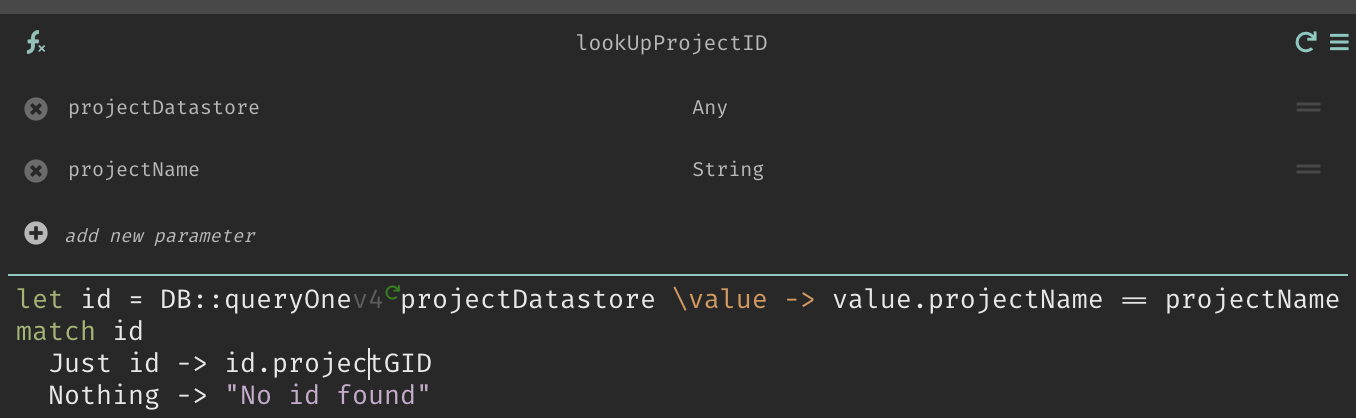 fx lookUpProjectID
projectDatastore Any
projectName String
add new parameter
let id = DB::queryOnev4 projectDatastore \value -> value.projectName == projectName
match id
  Just id -> id.projectGID
  Nothing -> "No id found"